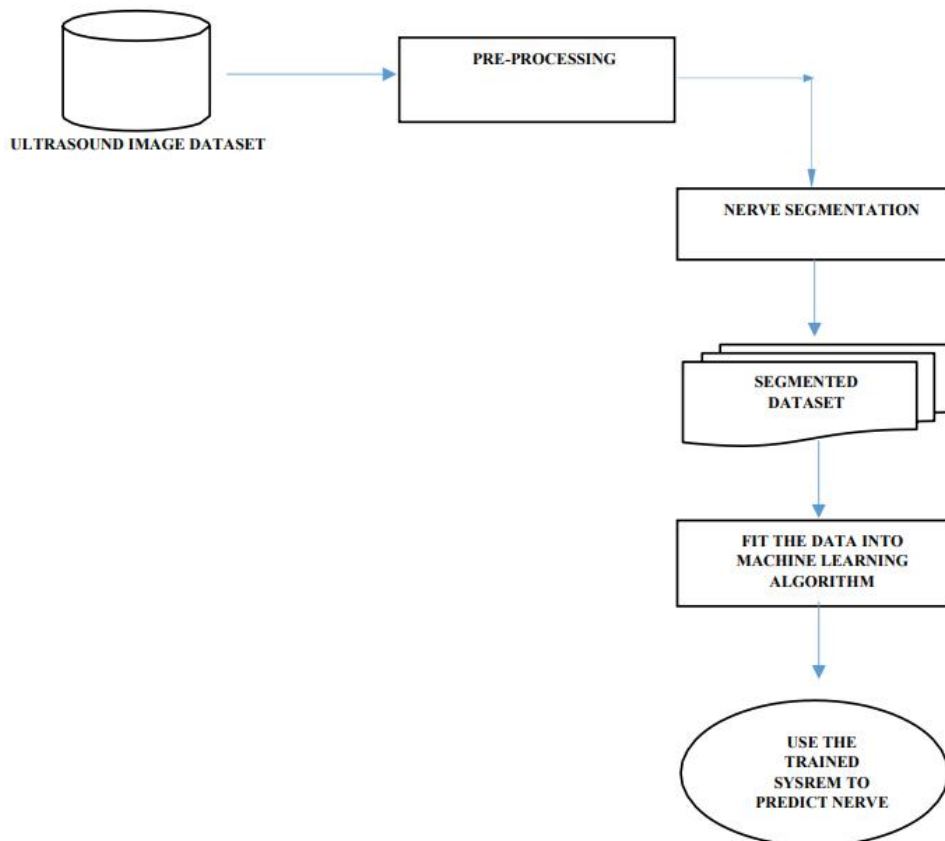 PRE-PROCESSING
ULTRASOUND IMAGE DATASET
NERVE SEGMENTATION
SEGMENTED
DATASET
FIT THE DATA INTO
MACHINE LEARNING
ALGORITHM
USE THE
TRAINED
SYSREM TO
PREDICT NERVE